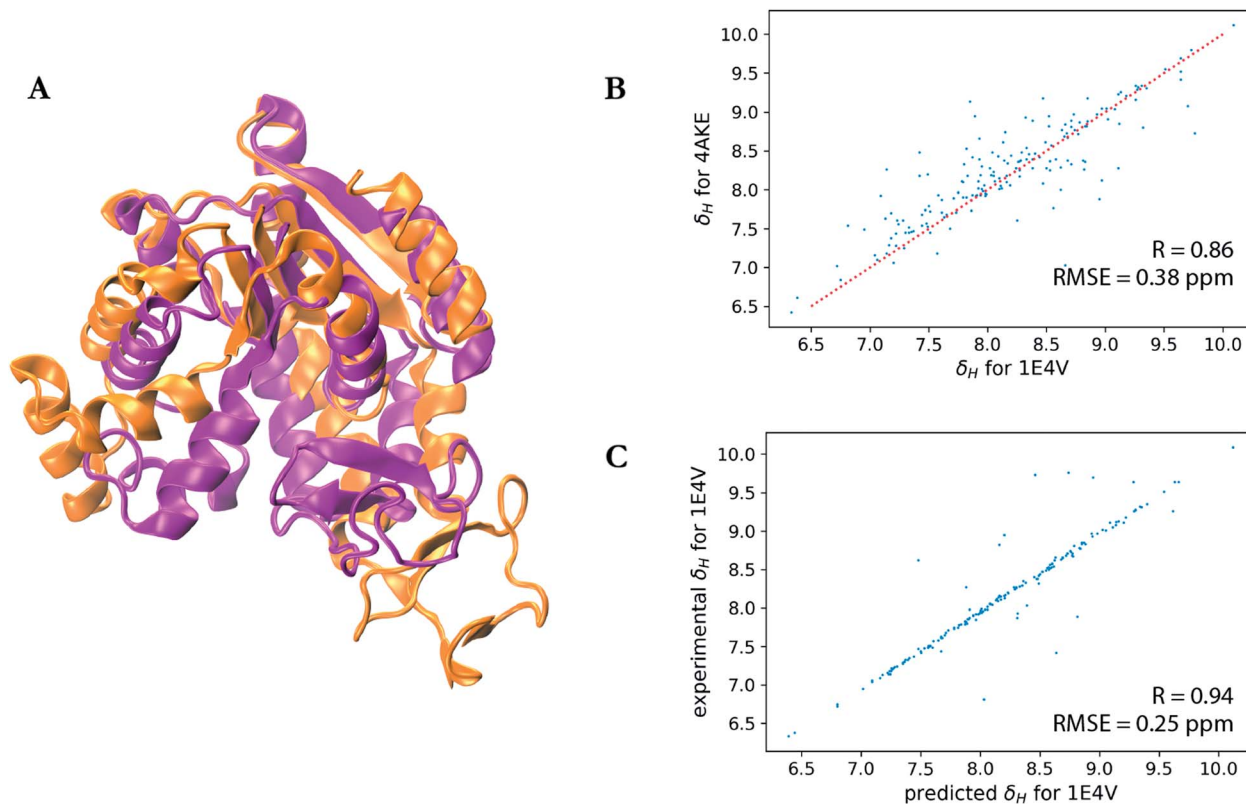 A
B
δH for 4AKE
10.0
9.5
9.0
8.5
8.0
7.5
7.0
6.5
R = 0.86
RMSE = 0.38 ppm
6.5 7.0 7.5 8.0 8.5 9.0 9.5 10.0
δH for 1E4V
C
experimental δH for 1E4V
10.0
9.5
9.0
8.5
8.0
7.5
7.0
6.5
R = 0.94
RMSE = 0.25 ppm
6.5 7.0 7.5 8.0 8.5 9.0 9.5 10.0
predicted δH for 1E4V